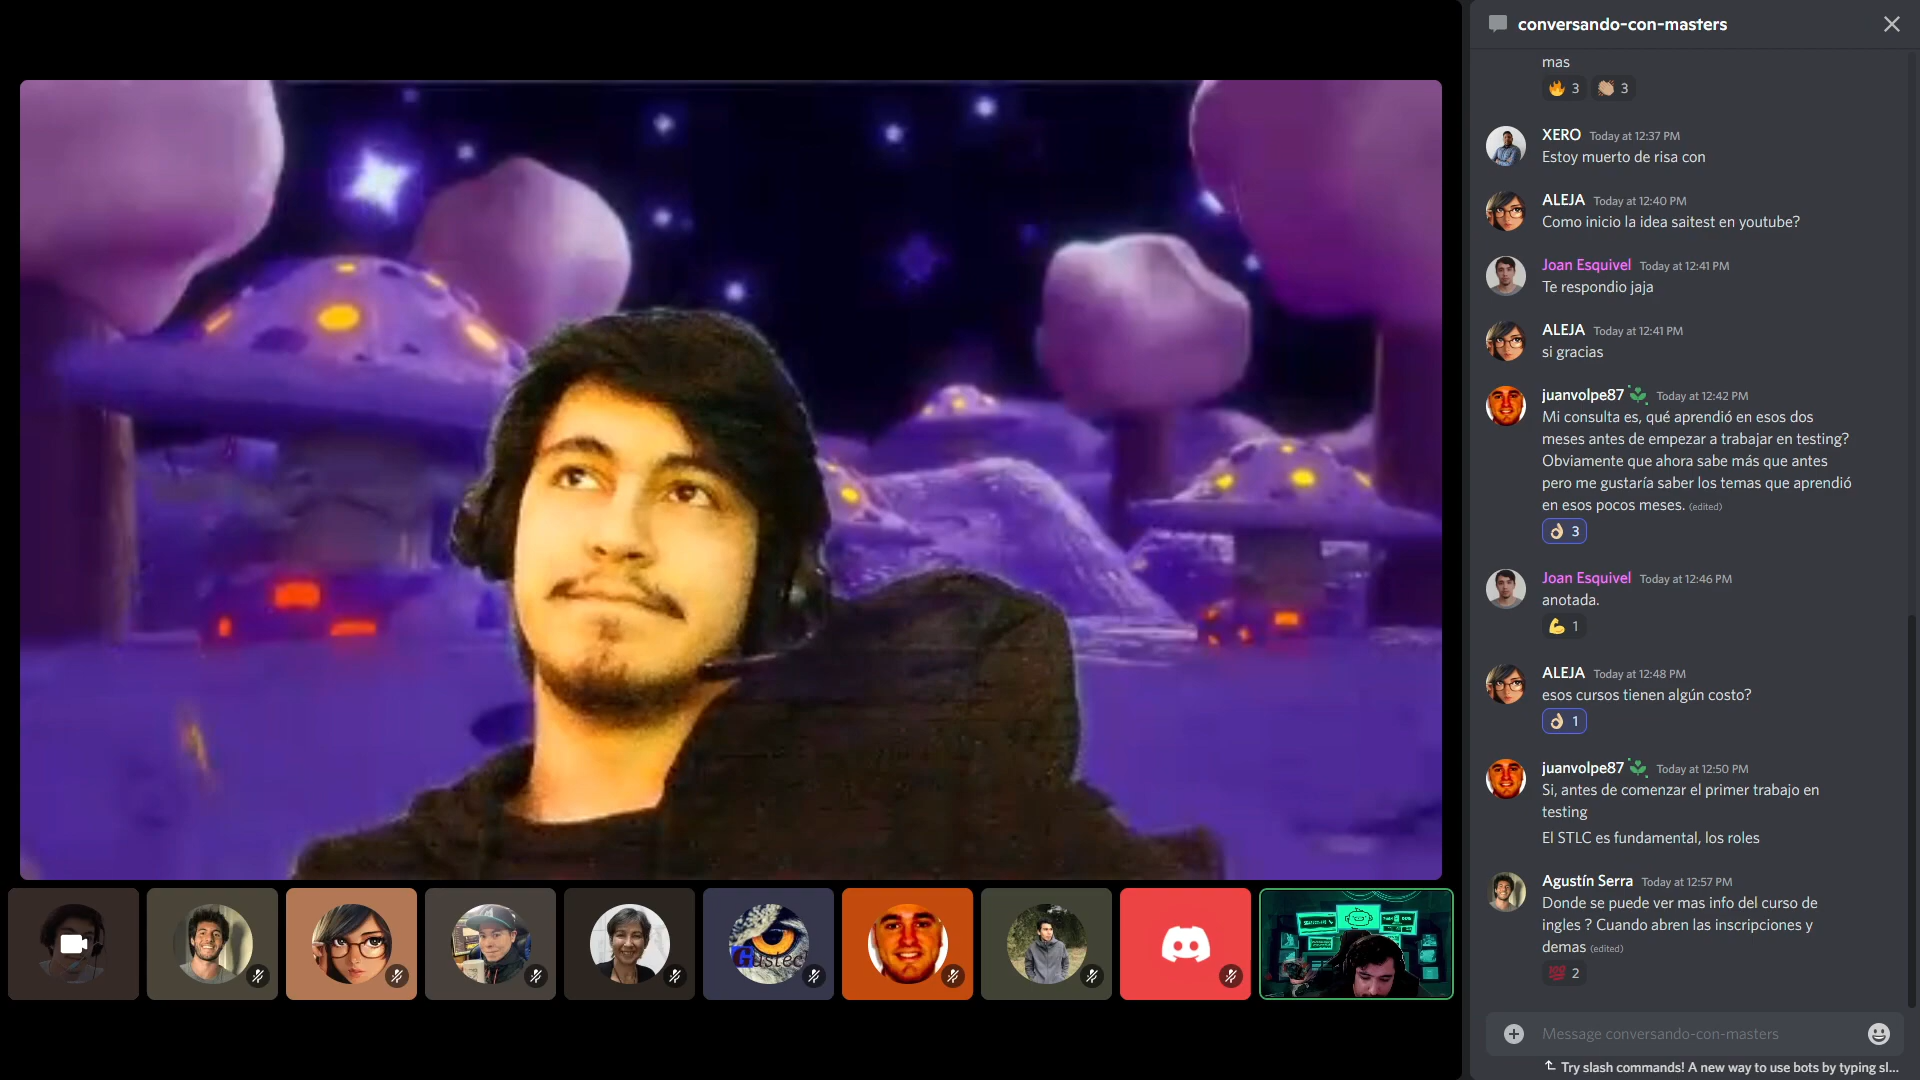 conversando-con-masters
mas
3 3
XERO Today at 12:37 PM
Estoy muerto de risa con
ALEJA Today at 12:40 PM
Como inicio la idea saitest en youtube?
Joan Esquivel Today at 12:41 PM
Te respondio jaja
ALEJA Today at 12:41 PM
si gracias
juanvolpe87 Today at 12:42 PM
Mi consulta es, qué aprendió en esos dos
meses antes de empezar a trabajar en testing?
Obviamente que ahora sabe más que antes
pero me gustaría saber los temas que aprendió
en esos pocos meses. (edited)
3
Joan Esquivel Today at 12:46 PM
anotada.
1
ALEJA Today at 12:48 PM
esos cursos tienen algún costo?
1
juanvolpe87 Today at 12:50 PM
Si, antes de comenzar el primer trabajo en
testing
El STLC es fundamental, los roles
Agustín Serra Today at 12:57 PM
Donde se puede ver mas info del curso de
ingles ? Cuando abren las inscripciones y
demas (edited)
2
Message conversando-con-masters
Try slash commands! A new way to use bots by typing sl...